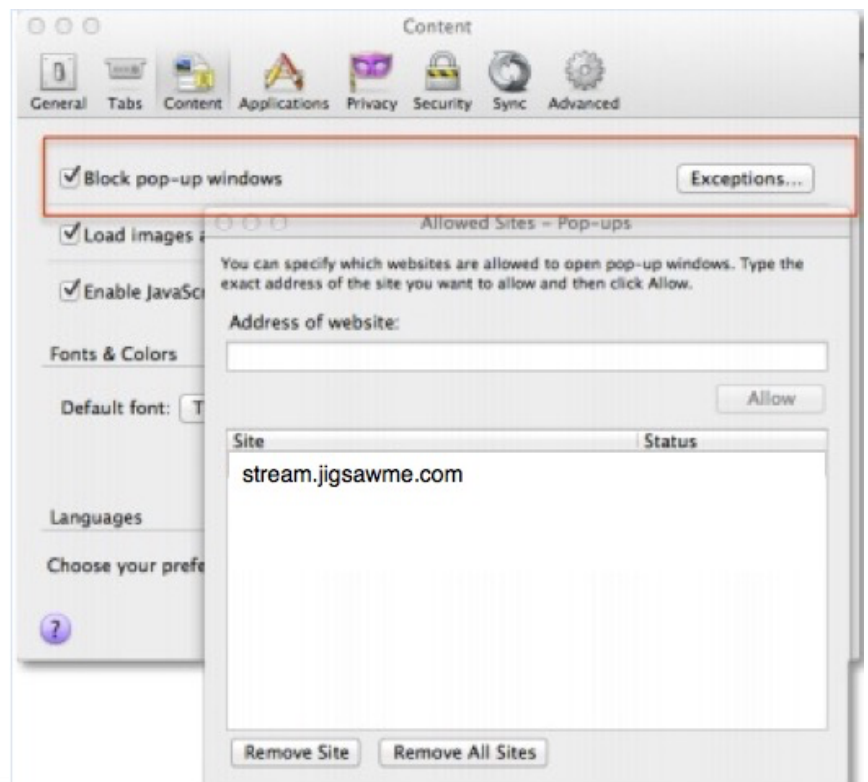 Content
General Tabs Content Applications Privacy Security Sync Advanced
Block pop-up windows Exceptions...
Load images a
Allowed Sites – Pop-ups
You can specify which websites are allowed to open pop-up windows. Type the
exact address of the site you want to allow and then click Allow.
Enable JavaSc
Address of website:
Fonts & Colors
Allow
Default font: T
Site Status
stream.jigsawme.com
Languages
Choose your prefe
?
Remove Site Remove All Sites